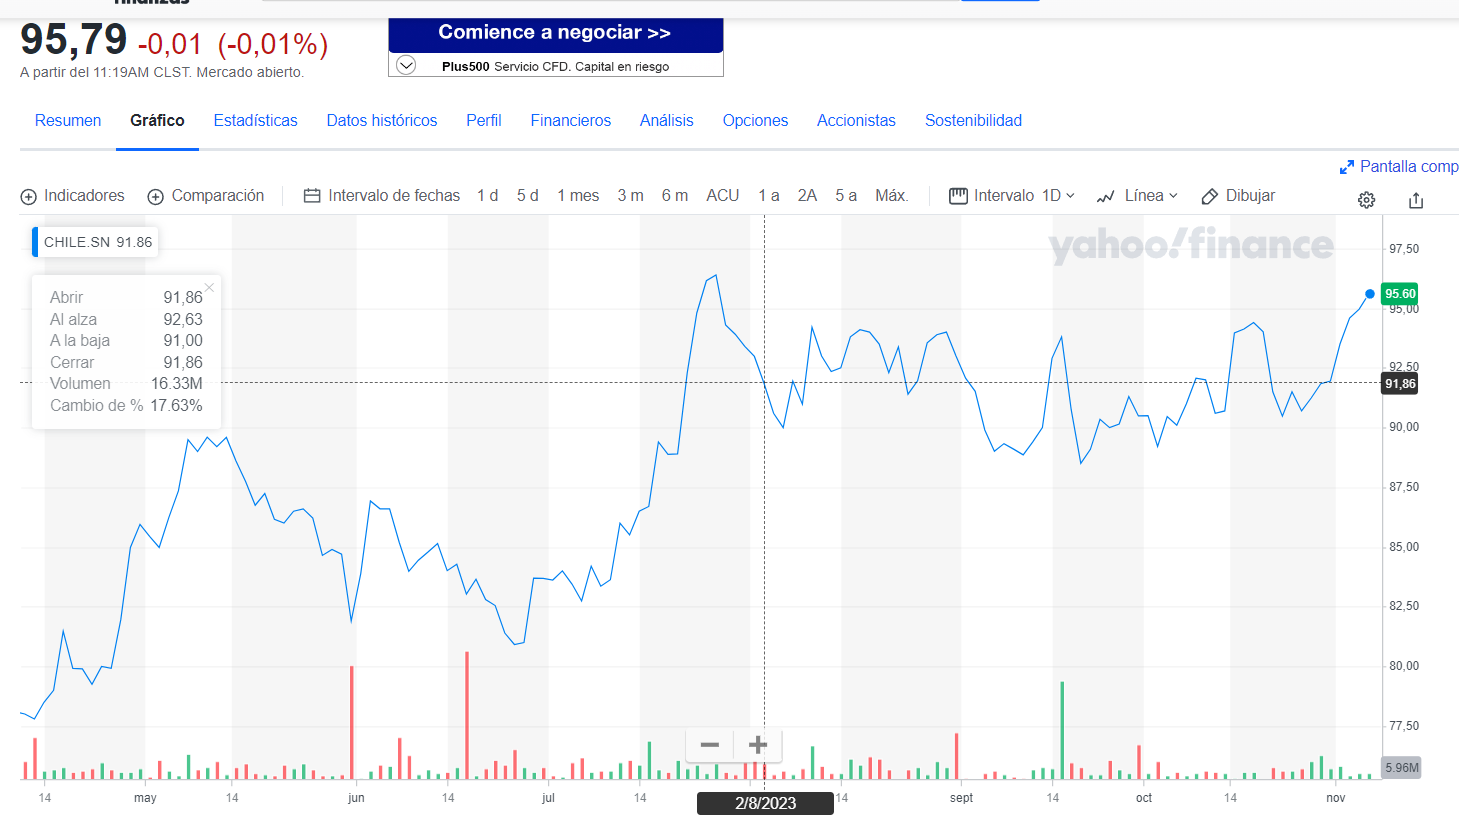 finanzas
95,79 -0,01 (-0,01%)
A partir del 11:19AM CLST. Mercado abierto.
Comience a negociar >>
Plus500 Servicio CFD. Capital en riesgo
Resumen Gráfico Estadísticas Datos históricos Perfil Financieros Análisis Opciones Accionistas Sostenibilidad
Pantalla comp
Indicadores Comparación Intervalo de fechas 1 d 5 d 1 mes 3 m 6 m ACU 1 a 2A 5 a Máx. Intervalo 1D Línea Dibujar
CHILE.SN 91.86
yahoo!finance
Abrir 91,86
Al alza 92,63
A la baja 91,00
Cerrar 91,86
Volumen 16.33M
Cambio de % 17.63%
97,50
95.60
95,00
92,50
91,86
90,00
87,50
85,00
82,50
80,00
77,50
5.96M
14 may 14 jun 14 jul 14 2/8/2023 14 sept 14 oct 14 nov